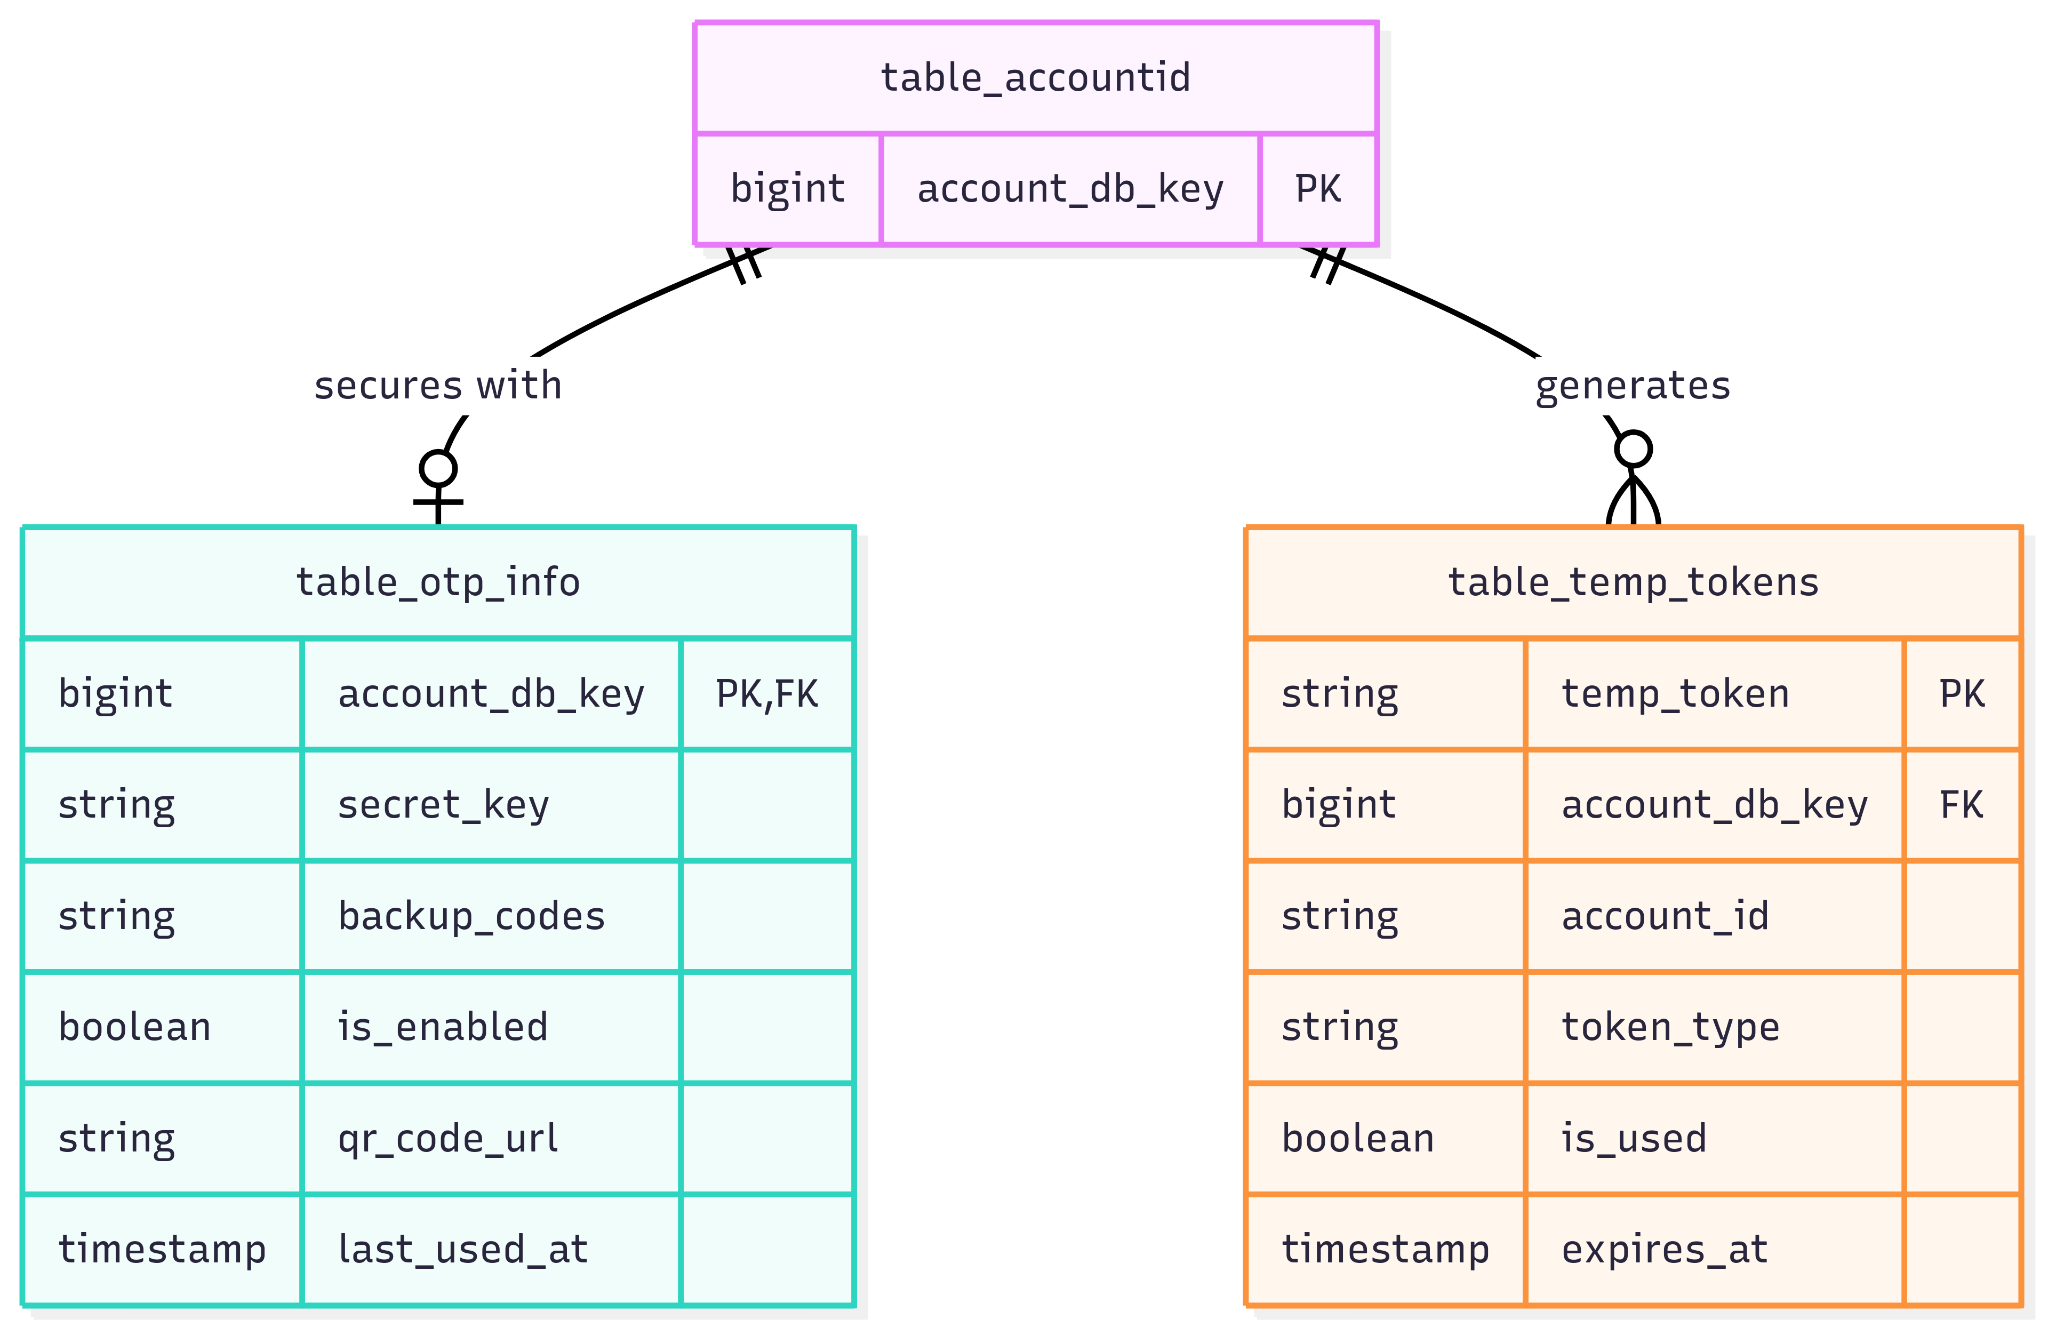 table_accountid
bigint account_db_key PK
secures with
generates
table_otp_info
bigint account_db_key PK,FK
string secret_key
string backup_codes
boolean is_enabled
string qr_code_url
timestamp last_used_at
table_temp_tokens
string temp_token PK
bigint account_db_key FK
string account_id
string token_type
boolean is_used
timestamp expires_at